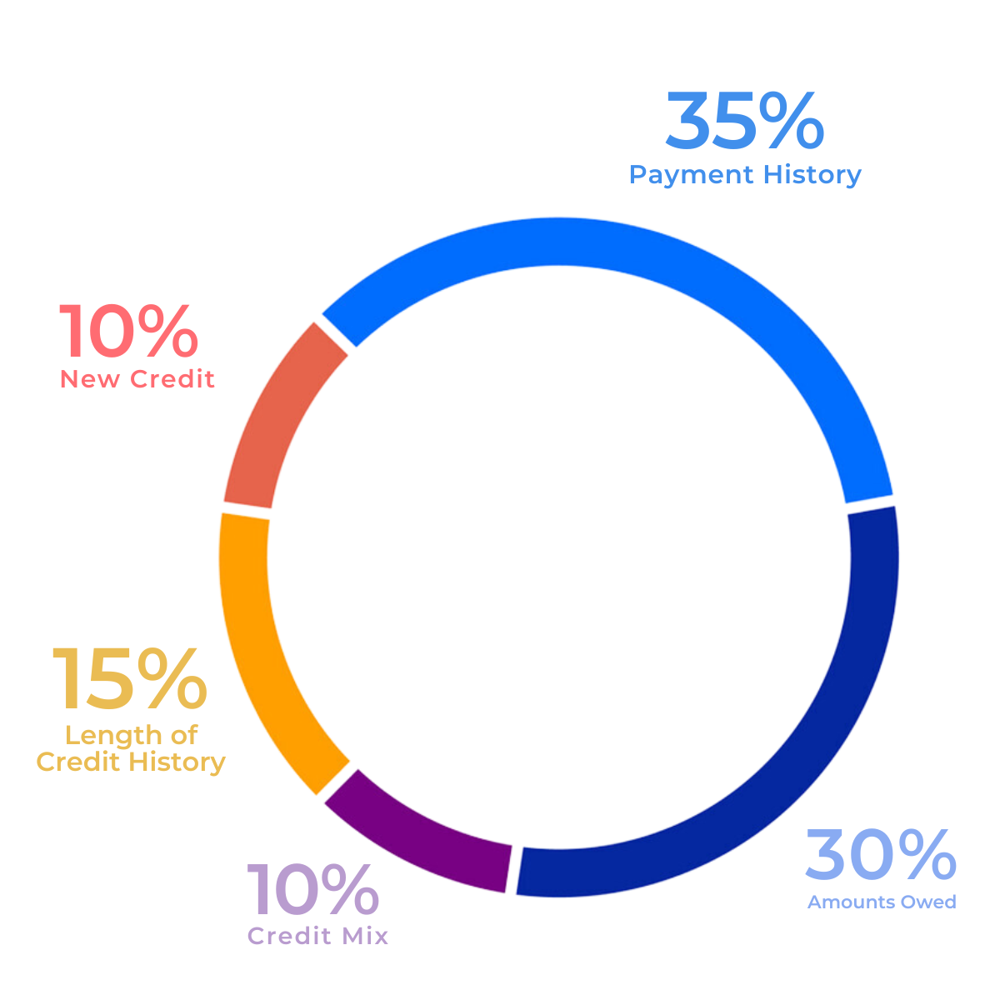 35%
Payment History
10%
New Credit
15%
Length of
Credit History
30%
Amounts Owed
10%
Credit Mix